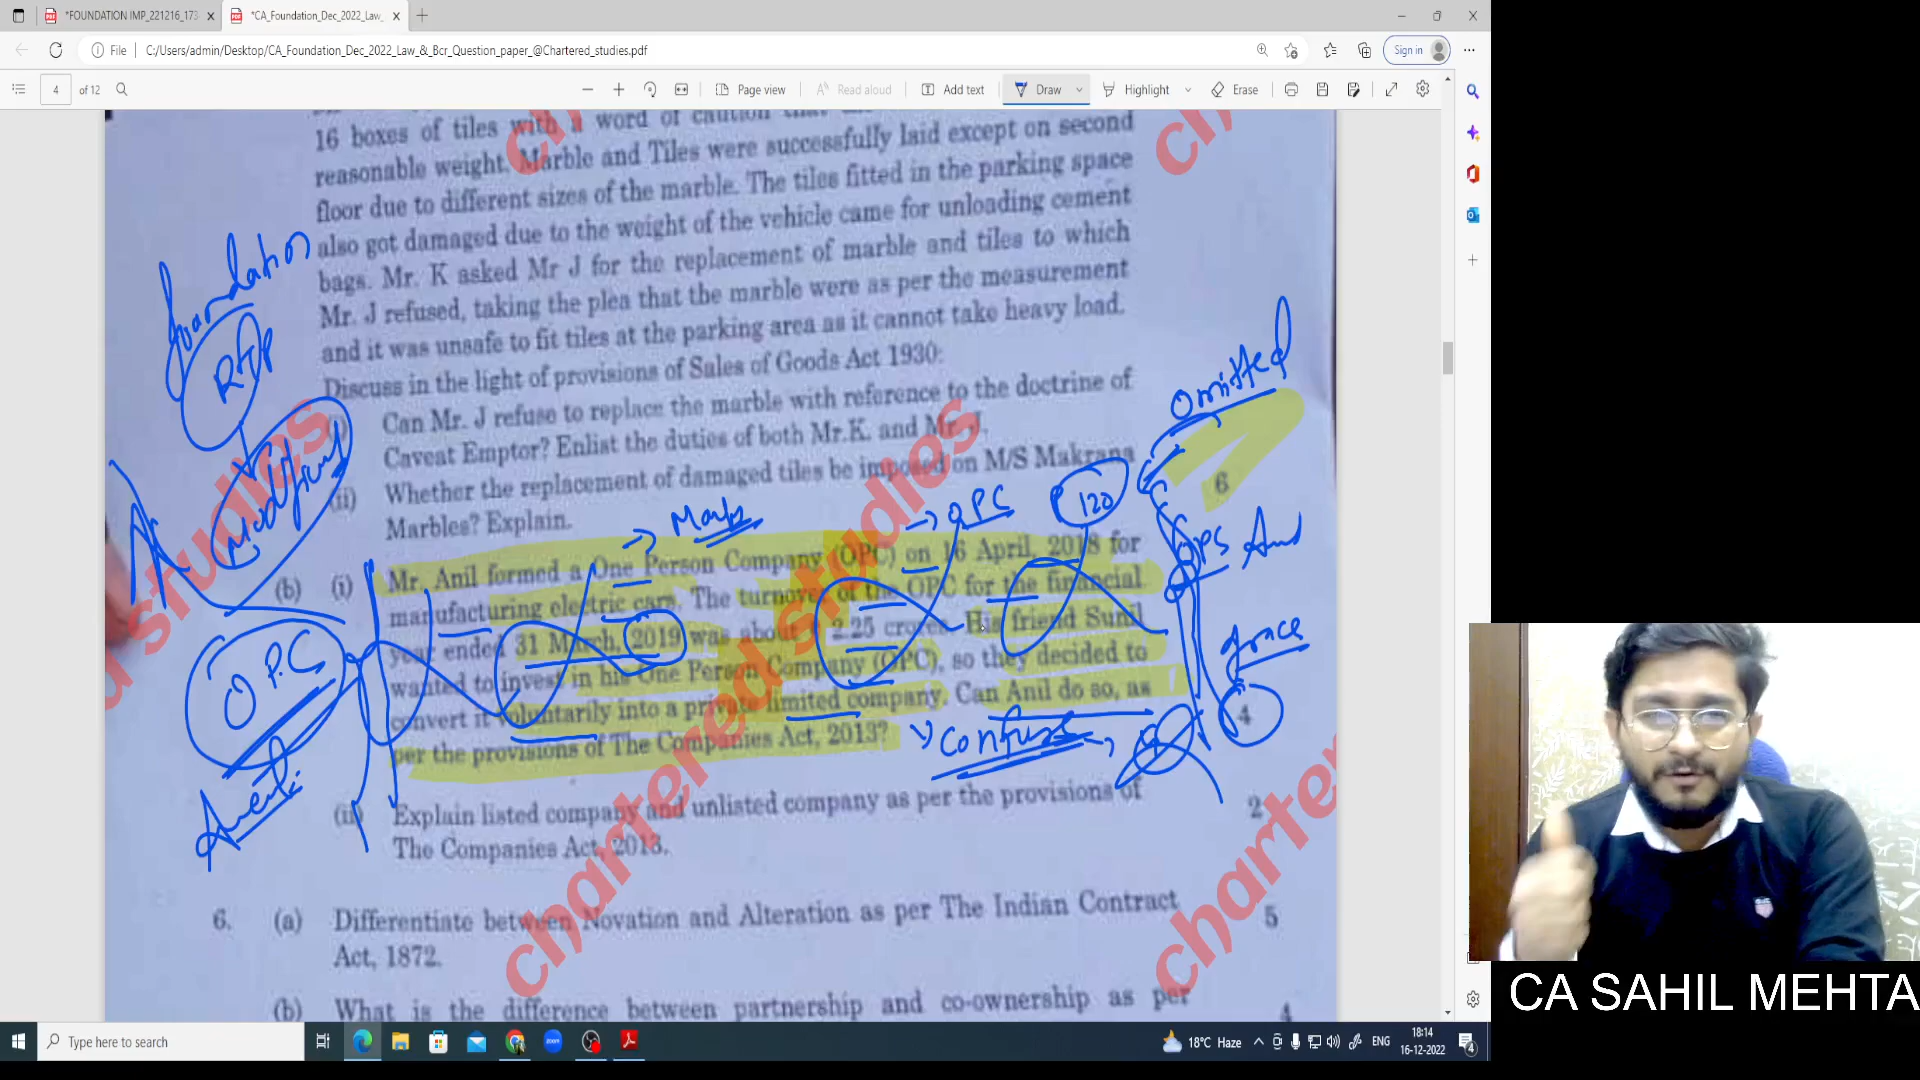 *FOUNDATION IMP_221216_173
*CA_Foundation_Dec_2022_Law_
File
C:/Users/admin/Desktop/CA_Foundation_Dec_2022_Law_&_Bcr_Question_paper_@Chartered_studies.pdf
Sign in
4 of 12
Page view
Read aloud
Add text
Draw
Highlight
Erase
16 boxes of tiles with a word of caution that
reasonable weight. Marble and Tiles were successfully laid except on second
floor due to different sizes of the marble. The tiles fitted in the parking space
also got damaged due to the weight of the vehicle came for unloading cement
bags. Mr. K asked Mr J for the replacement of marble and tiles to which
Mr. J refused, taking the plea that the marble were as per the measurement
and it was unsafe to fit tiles at the parking area as it cannot take heavy load.
Discuss in the light of provisions of Sales of Goods Act 1930:
(i) Can Mr. J refuse to replace the marble with reference to the doctrine of
Caveat Emptor? Enlist the duties of both Mr.K. and Mr. J.
(ii) Whether the replacement of damaged tiles be imposed on M/S Makrana
Marbles? Explain. 6
(b) (i) Mr. Anil formed a One Person Company (OPC) on 16 April, 2018 for
manufacturing electric cars. The turnover of the OPC for the financial
year ended 31 March, 2019 was about 2.25 crores. His friend Sunil
wanted to invest in his One Person Company (OPC), so they decided to
convert it voluntarily into a private limited company. Can Anil do so, as
per the provisions of The Companies Act, 2013? 4
(ii) Explain listed company and unlisted company as per the provisions of
The Companies Act, 2013. 2
6. (a) Differentiate between Novation and Alteration as per The Indian Contract
Act, 1872. 5
(b) What is the difference between partnership and co-ownership as per
4
foundation
RTP
OPC
OPC
120
omitted
grace
confuse
chartered studies
chartered studies
CA SAHIL MEHTA
Type here to search
18°C Haze
ENG
18:14
16-12-2022
4